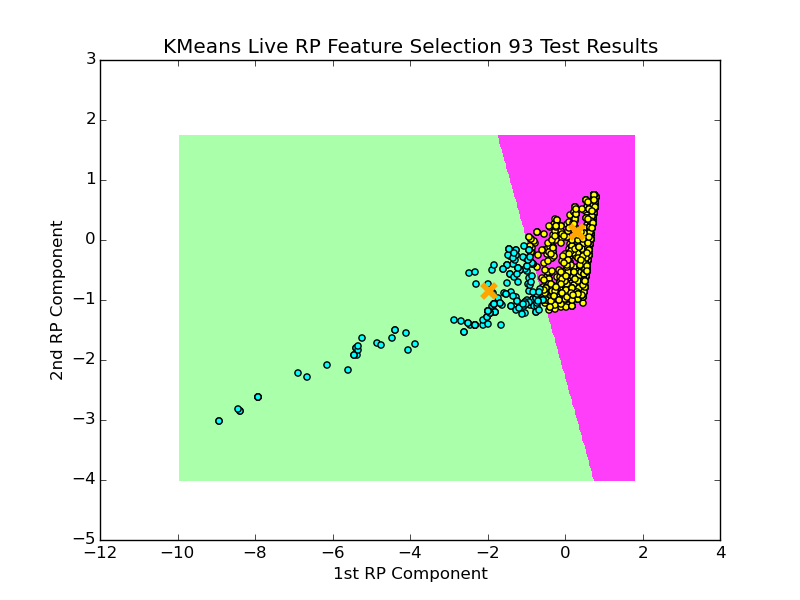 KMeans Live RP Feature Selection 93 Test Results
3
2
1
0
−1
−2
−3
−4
−5
2nd RP Component
−12 −10 −8 −6 −4 −2 0 2 4
1st RP Component